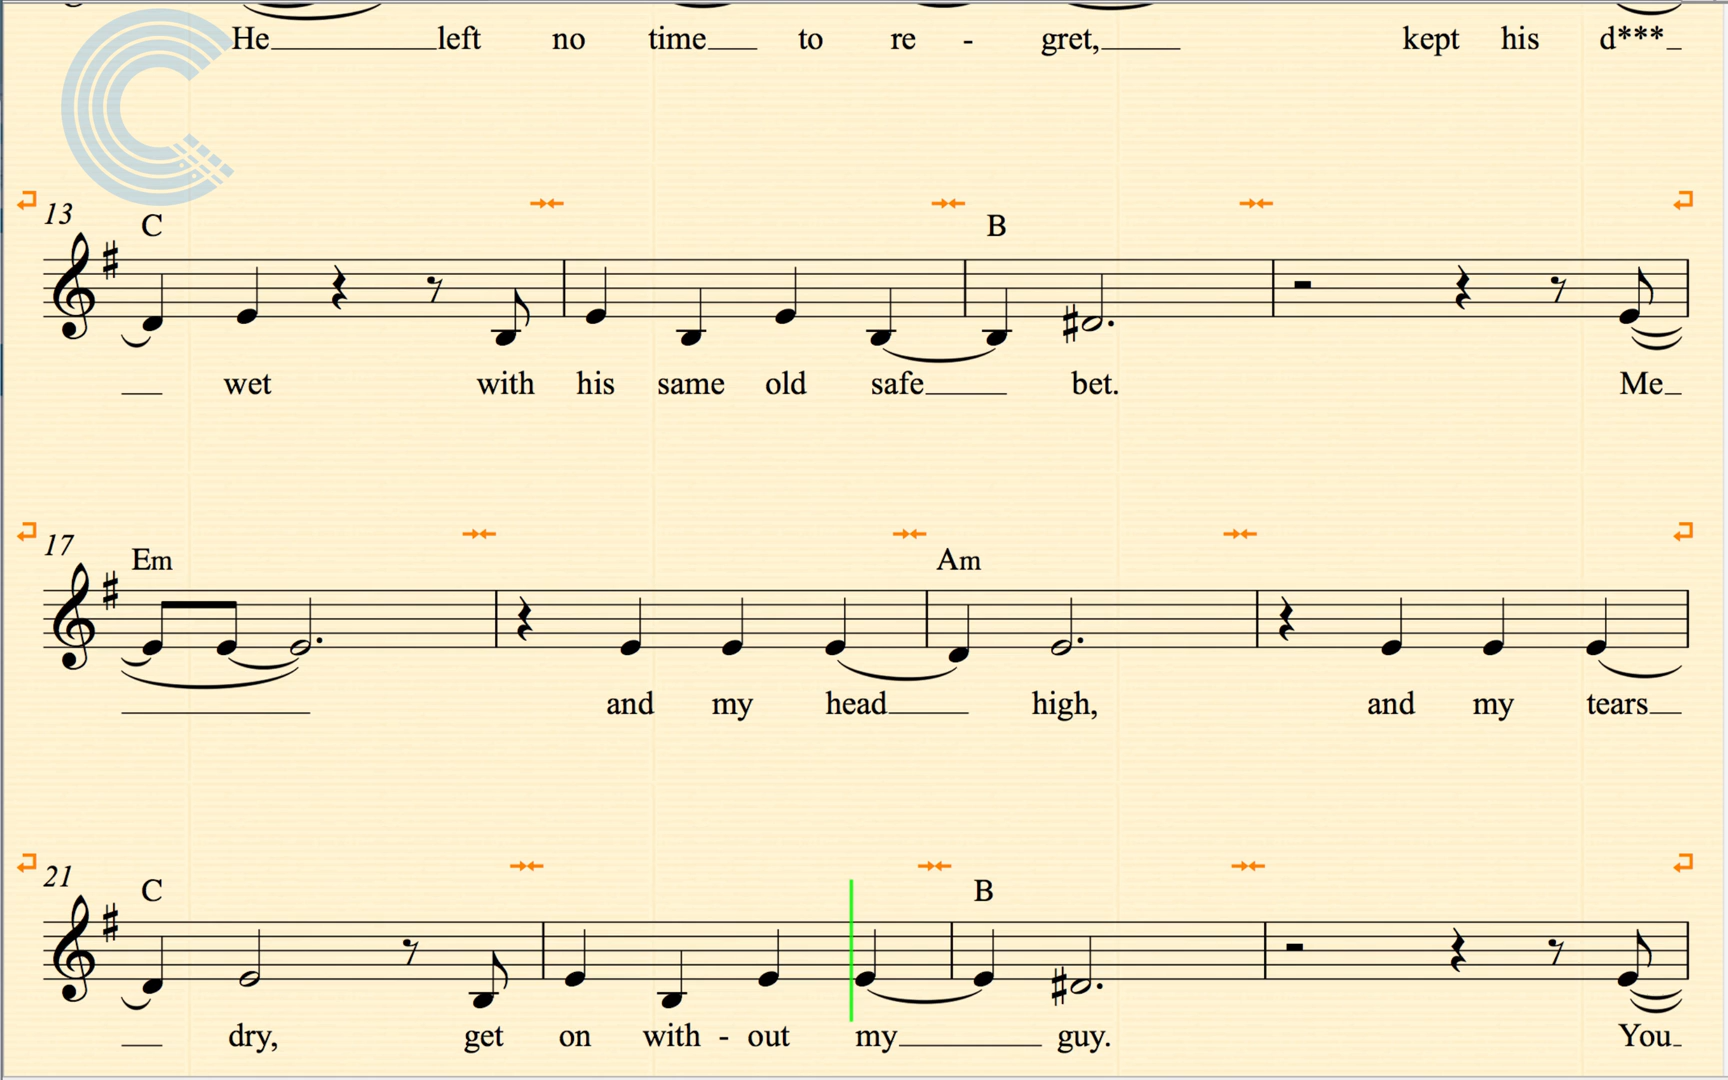 He left no time to re - gret, kept his d***
13
C B
wet with his same old safe bet. Me
17
Em Am
and my head high, and my tears
21
C B
dry, get on with - out my guy. You